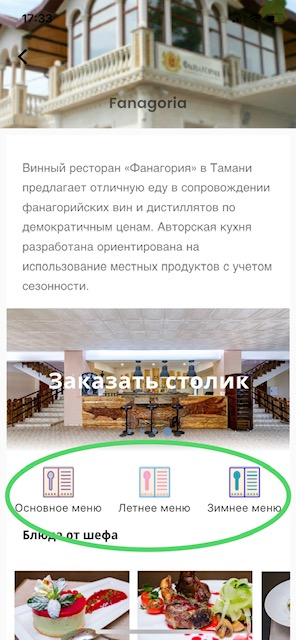 17:33
Fanagoria
Винный ресторан «Фанагория» в Тамани
предлагает отличную еду в сопровождении
фанагорийских вин и дистиллятов по
демократичным ценам. Авторская кухня
разработана ориентирована на
использование местных продуктов с учетом
сезонности.
Заказать столик
Основное меню Летнее меню Зимнее меню
Блюда от шефа